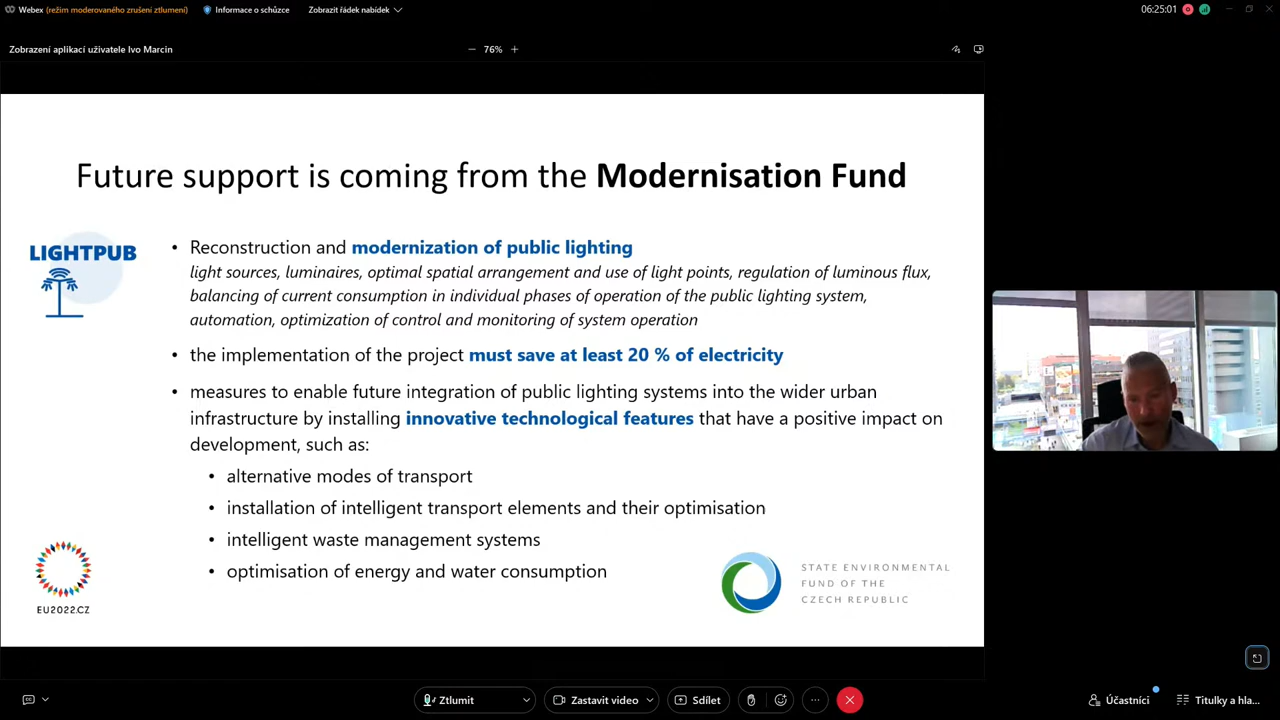 Webex (režim moderovaného zrušení ztlumení) Informace o schůzce Zobrazit řádek nabídek 06:25:01
Zobrazení aplikací uživatele Ivo Marcin 76%
Future support is coming from the Modernisation Fund
LIGHTPUB
• Reconstruction and modernization of public lighting
light sources, luminaires, optimal spatial arrangement and use of light points, regulation of luminous flux,
balancing of current consumption in individual phases of operation of the public lighting system,
automation, optimization of control and monitoring of system operation
• the implementation of the project must save at least 20 % of electricity
• measures to enable future integration of public lighting systems into the wider urban
infrastructure by installing innovative technological features that have a positive impact on
development, such as:
• alternative modes of transport
• installation of intelligent transport elements and their optimisation
• intelligent waste management systems
• optimisation of energy and water consumption
EU2022.CZ
STATE ENVIRONMENTAL
FUND OF THE
CZECH REPUBLIC
Ztlumit Zastavit video Sdílet Účastníci Titulky a hla...